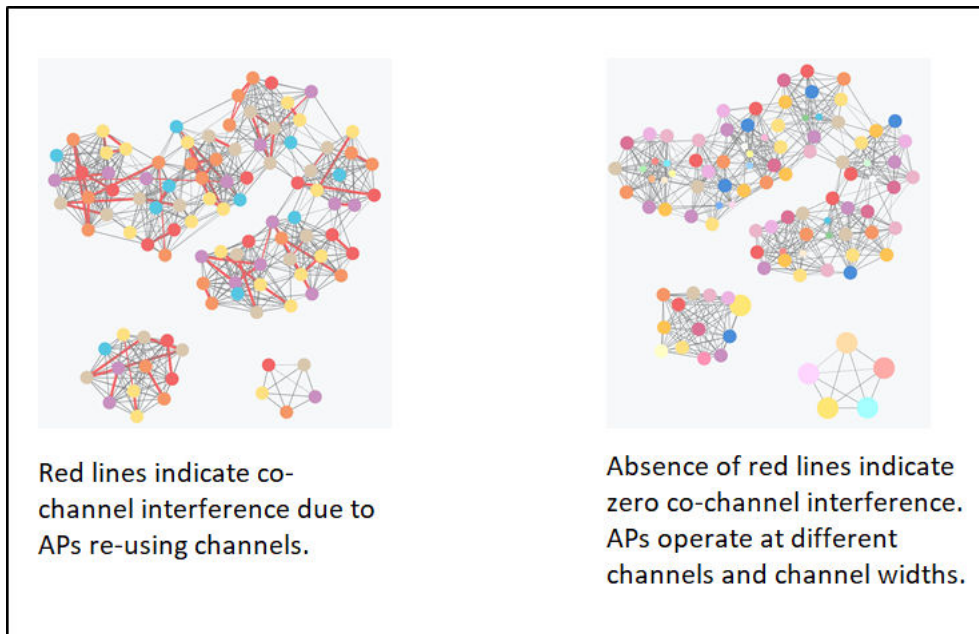 Red lines indicate co-
channel interference due to
APs re-using channels.
Absence of red lines indicate
zero co-channel interference.
APs operate at different
channels and channel widths.